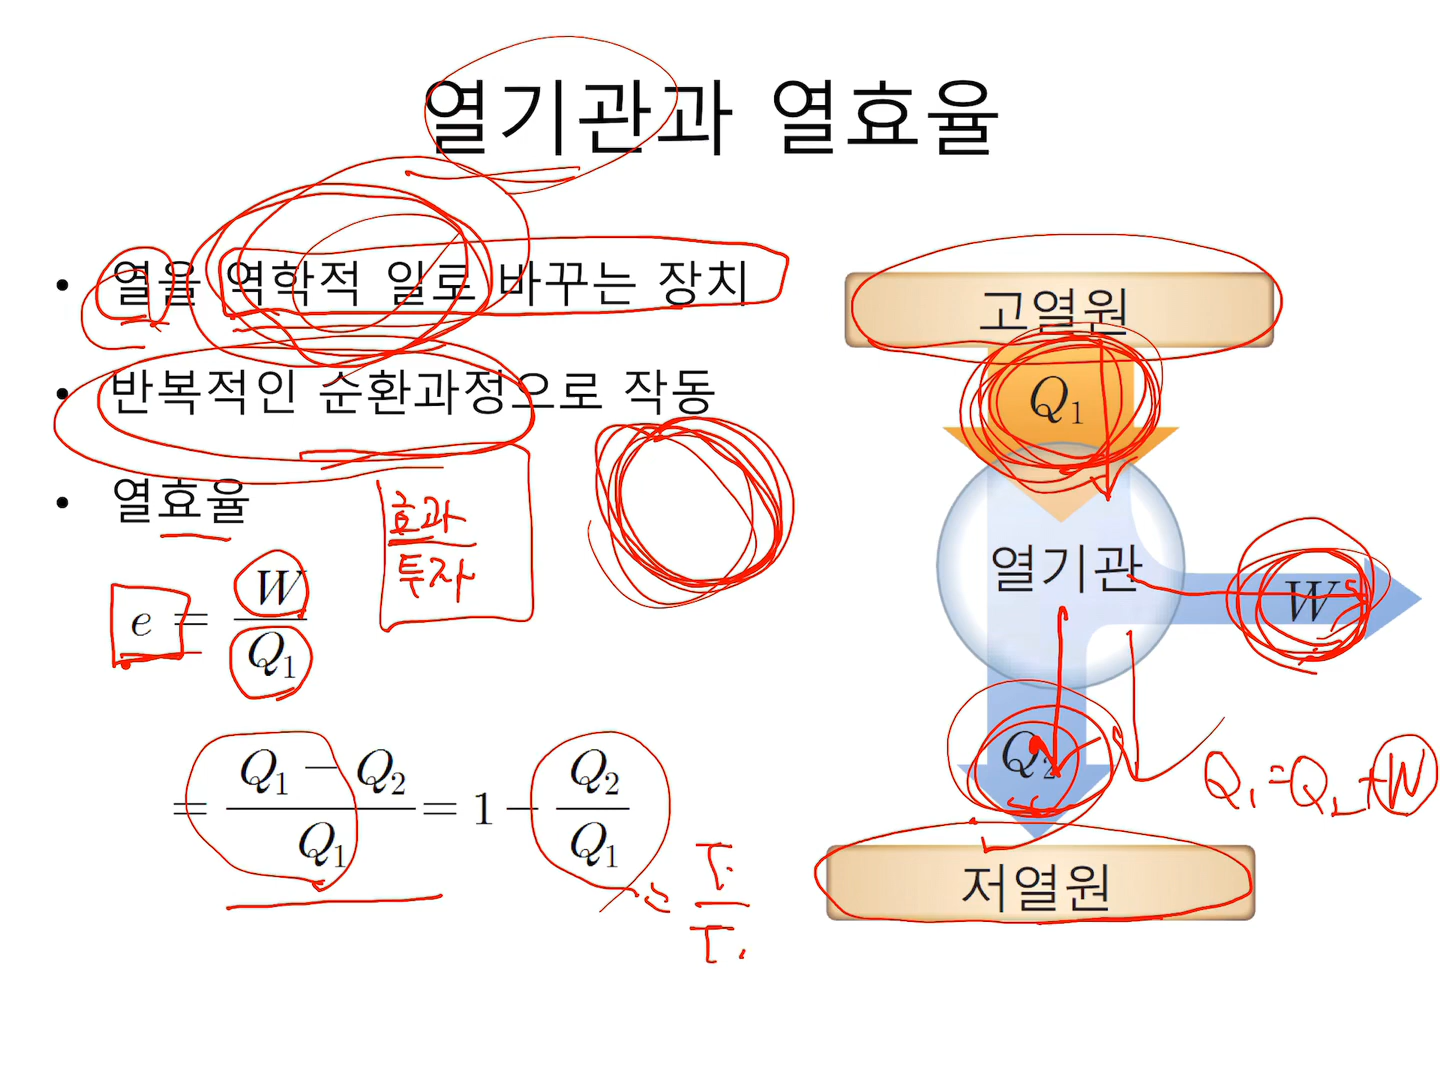 열기관과 열효율
• 열을 역학적 일로 바꾸는 장치
• 반복적인 순환과정으로 작동
• 열효율
효과
투자
e = W / Q₁
= (Q₁ − Q₂) / Q₁ = 1 − Q₂ / Q₁
고열원
Q₁
열기관
W
Q₂
Q₁ = Q₂ + W
저열원